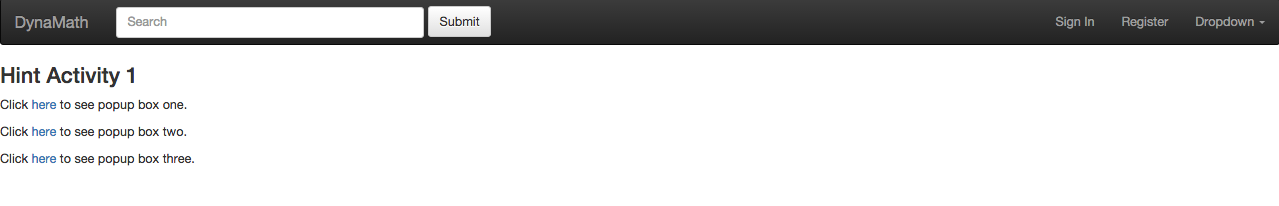 DynaMath Search Submit Sign In Register Dropdown
Hint Activity 1
Click here to see popup box one.
Click here to see popup box two.
Click here to see popup box three.